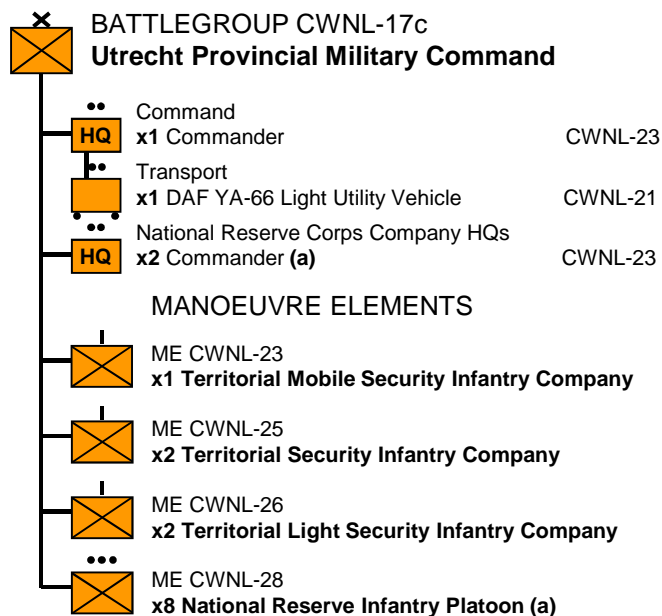 BATTLEGROUP CWNL-17c
Utrecht Provincial Military Command
Command
HQ x1 Commander CWNL-23
Transport
x1 DAF YA-66 Light Utility Vehicle CWNL-21
National Reserve Corps Company HQs
HQ x2 Commander (a) CWNL-23
MANOEUVRE ELEMENTS
ME CWNL-23
x1 Territorial Mobile Security Infantry Company
ME CWNL-25
x2 Territorial Security Infantry Company
ME CWNL-26
x2 Territorial Light Security Infantry Company
ME CWNL-28
x8 National Reserve Infantry Platoon (a)